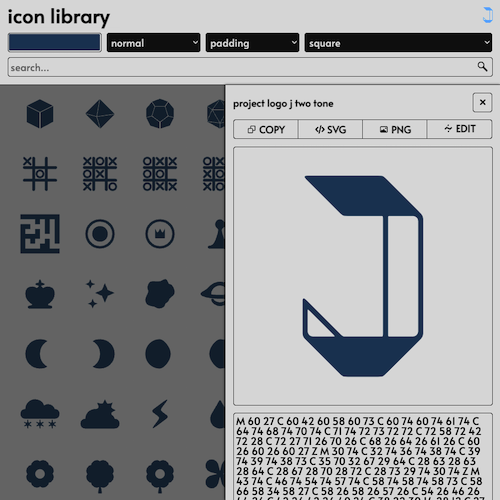 icon library
normal
padding
square
search...
project logo j two tone
COPY
SVG
PNG
EDIT
M 60 27 C 60 42 60 58 60 73 C 60 74 60 74 61 74 C
64 74 68 74 70 74 C 71 74 72 73 72 72 C 72 58 72 42
72 28 C 72 27 71 26 70 26 C 68 26 64 26 61 26 C 60
26 60 26 60 27 Z M 30 74 C 32 74 36 74 38 74 C 39
74 39 74 38 73 C 35 70 32 67 29 64 C 28 63 28 63
28 64 C 28 67 28 70 28 72 C 28 73 29 74 30 74 Z M
43 74 C 46 74 54 74 57 74 C 58 74 58 74 58 73 C 58
66 58 34 58 27 C 58 26 58 26 57 26 C 54 26 46 26